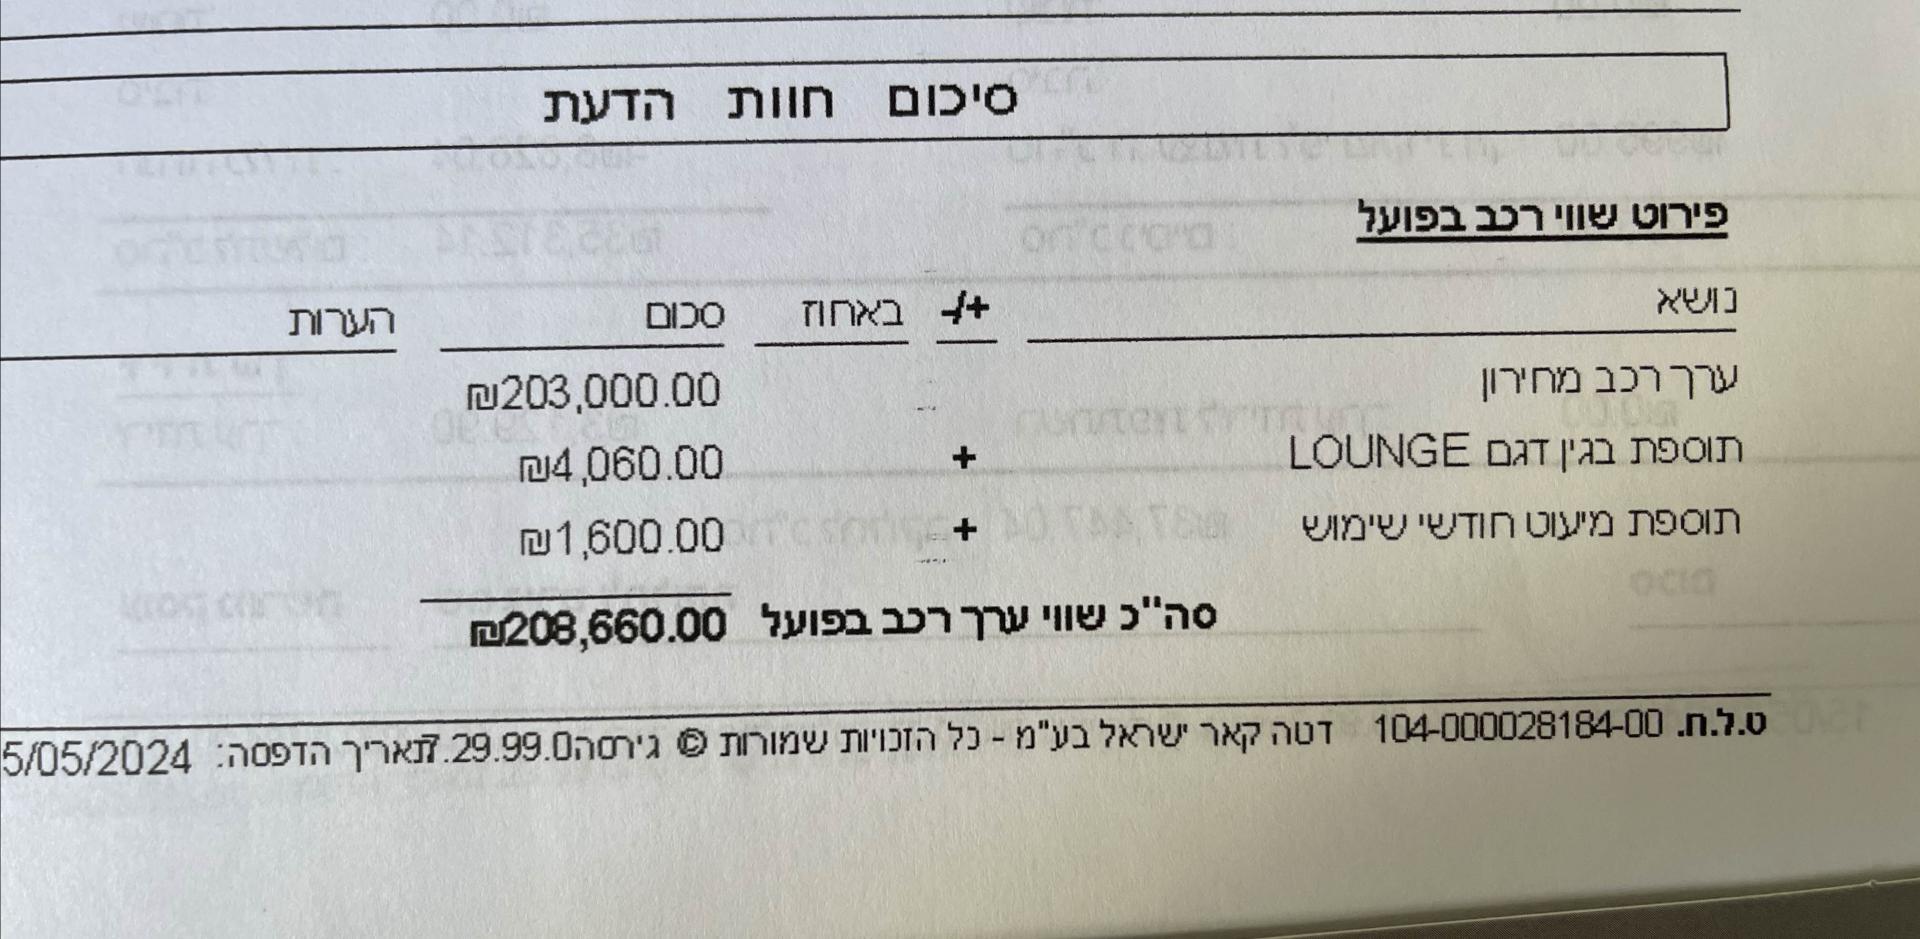 סיכום חוות הדעת
פירוט שווי רכב בפועל
נושא +/- באחוז סכום הערות
ערך רכב מחירון ₪203,000.00
תוספת בגין דגם LOUNGE + ₪4,060.00
תוספת מיעוט חודשי שימוש + ₪1,600.00
סה"כ שווי ערך רכב בפועל ₪208,660.00
ט.ל.ח. 104-000028184-00 דטה קאר ישראל בע"מ - כל הזכויות שמורות © גירסה 7.29.99.0 תאריך הדפסה: 5/05/2024